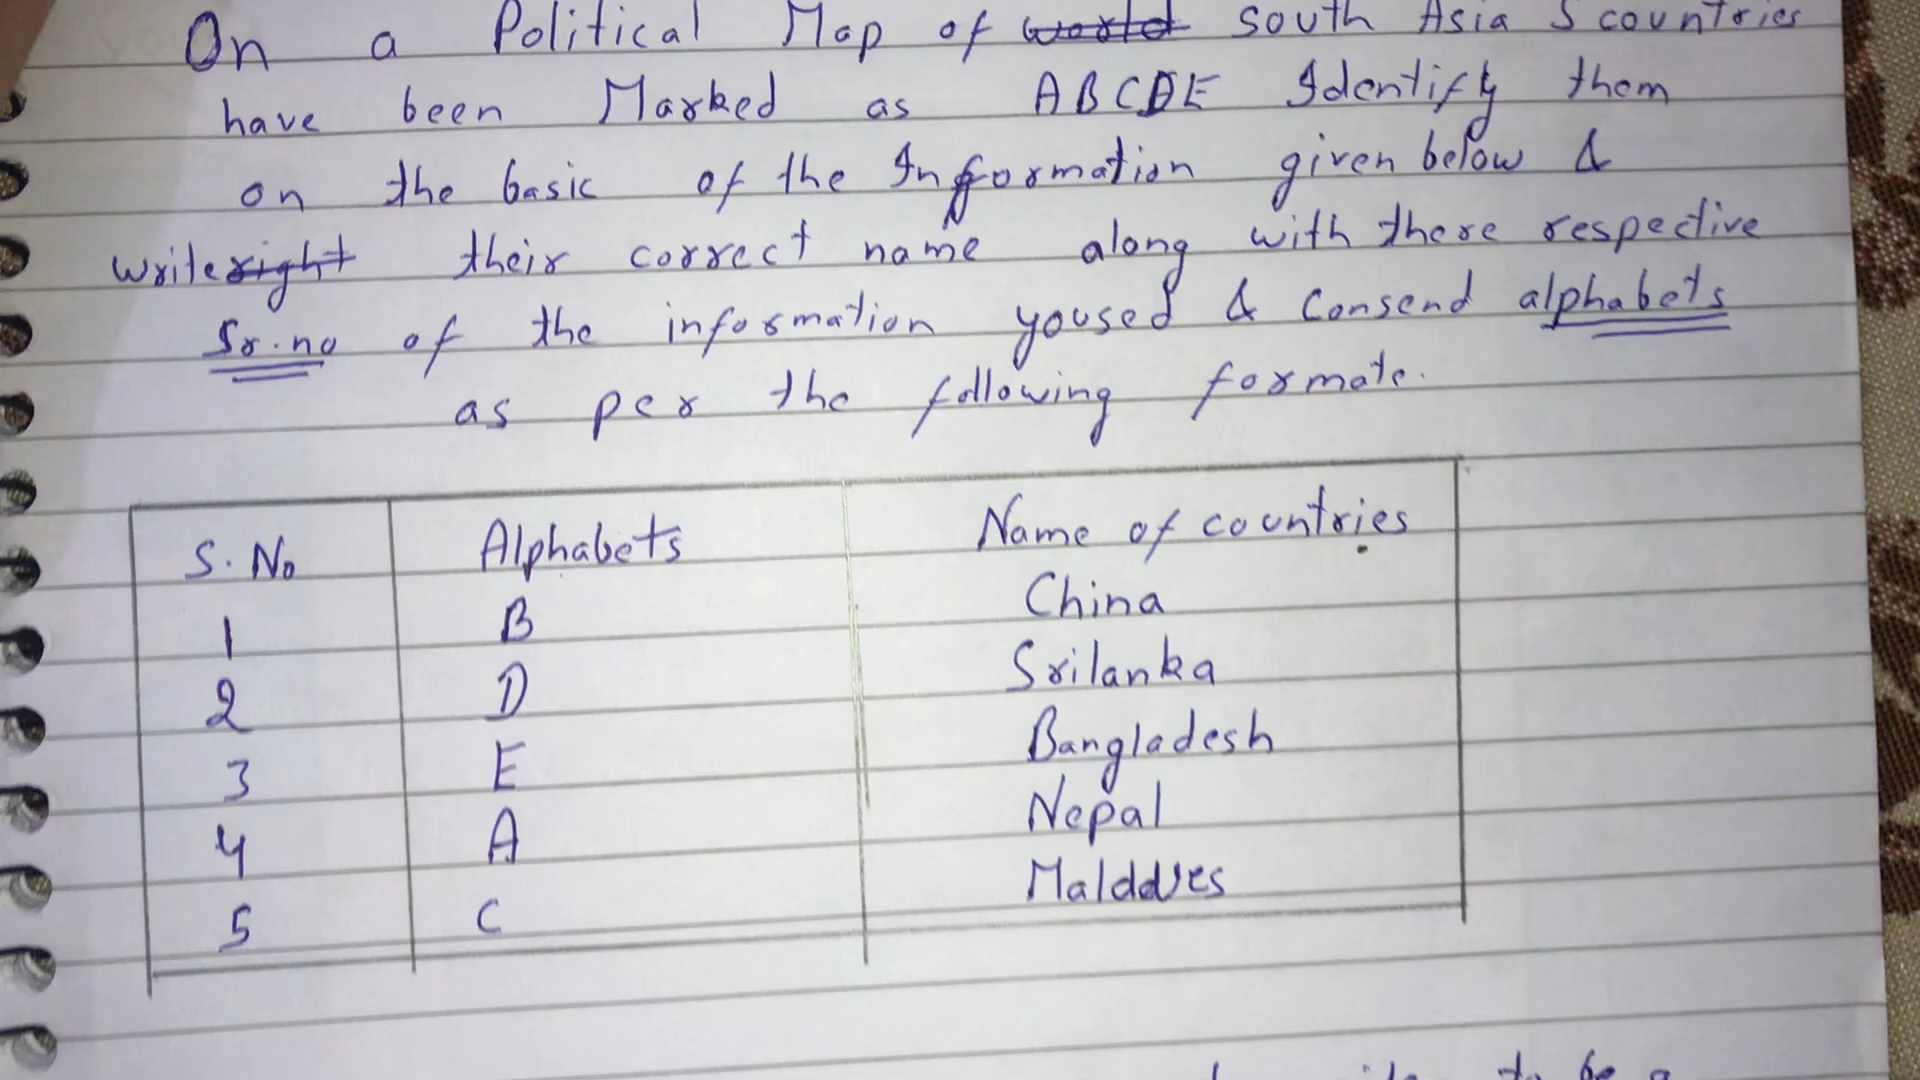 On a Political Map of world South Asia 5 countries
have been Marked as ABCDE Identify them
on the basic of the Information given below &
write right their correct name along with there respective
Sr.no of the information yoused & Consend alphabets
as per the following formate.
S. No Alphabets Name of countries
1 B China
2 D Srilanka
3 E Bangladesh
4 A Nepal
5 C
to be a